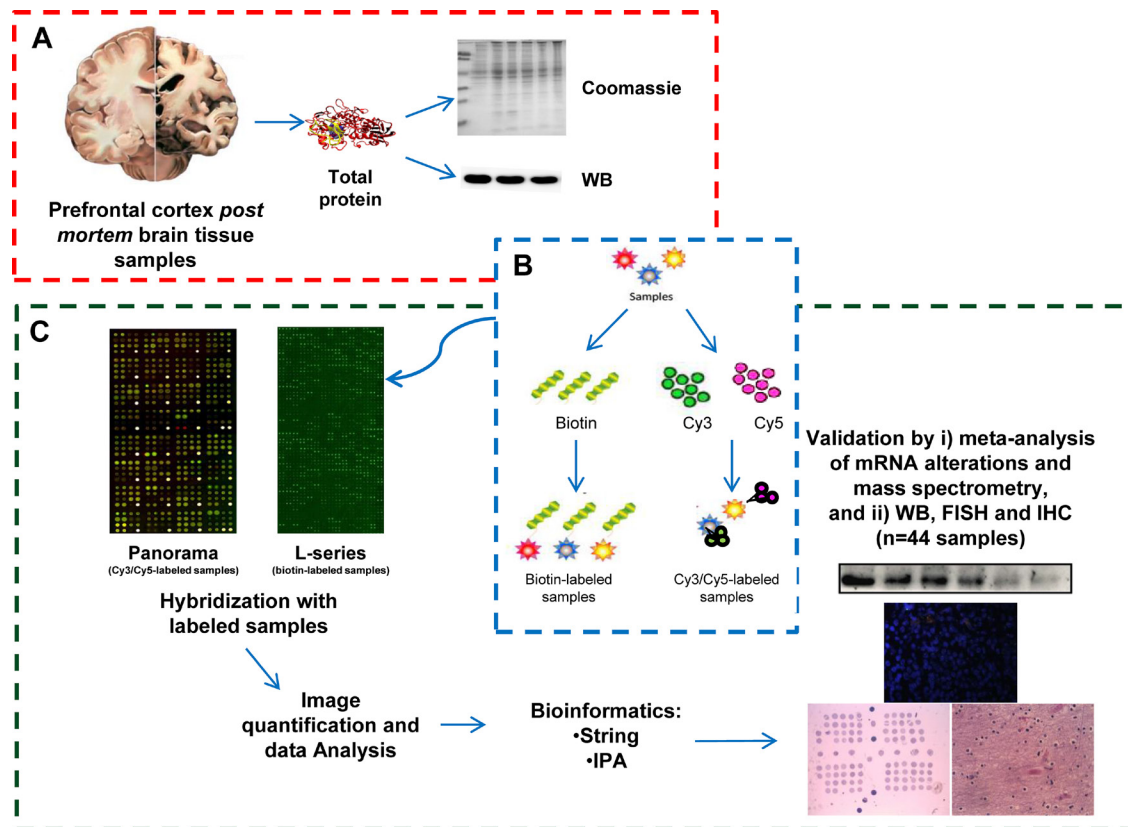 A
Coomassie
Total
protein
WB
Prefrontal cortex post
mortem brain tissue
samples
B
Samples
Biotin
Cy3
Cy5
Biotin-labeled
samples
Cy3/Cy5-labeled
samples
C
Panorama
(Cy3/Cy5-labeled samples)
L-series
(biotin-labeled samples)
Hybridization with
labeled samples
Image
quantification and
data Analysis
Bioinformatics:
•String
•IPA
Validation by i) meta-analysis
of mRNA alterations and
mass spectrometry,
and ii) WB, FISH and IHC
(n=44 samples)